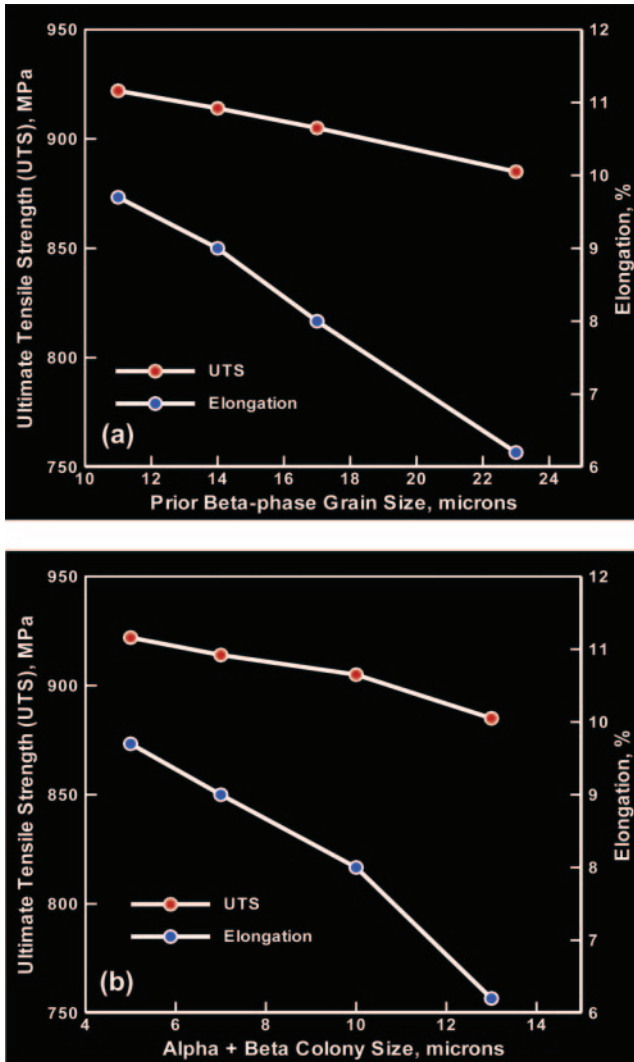 950
900
850
800
750
Ultimate Tensile Strength (UTS), MPa
12
11
10
9
8
7
6
Elongation, %
UTS
Elongation
(a)
10 12 14 16 18 20 22 24
Prior Beta-phase Grain Size, microns
950
900
850
800
750
Ultimate Tensile Strength (UTS), MPa
12
11
10
9
8
7
6
Elongation, %
UTS
Elongation
(b)
4 6 8 10 12 14
Alpha + Beta Colony Size, microns